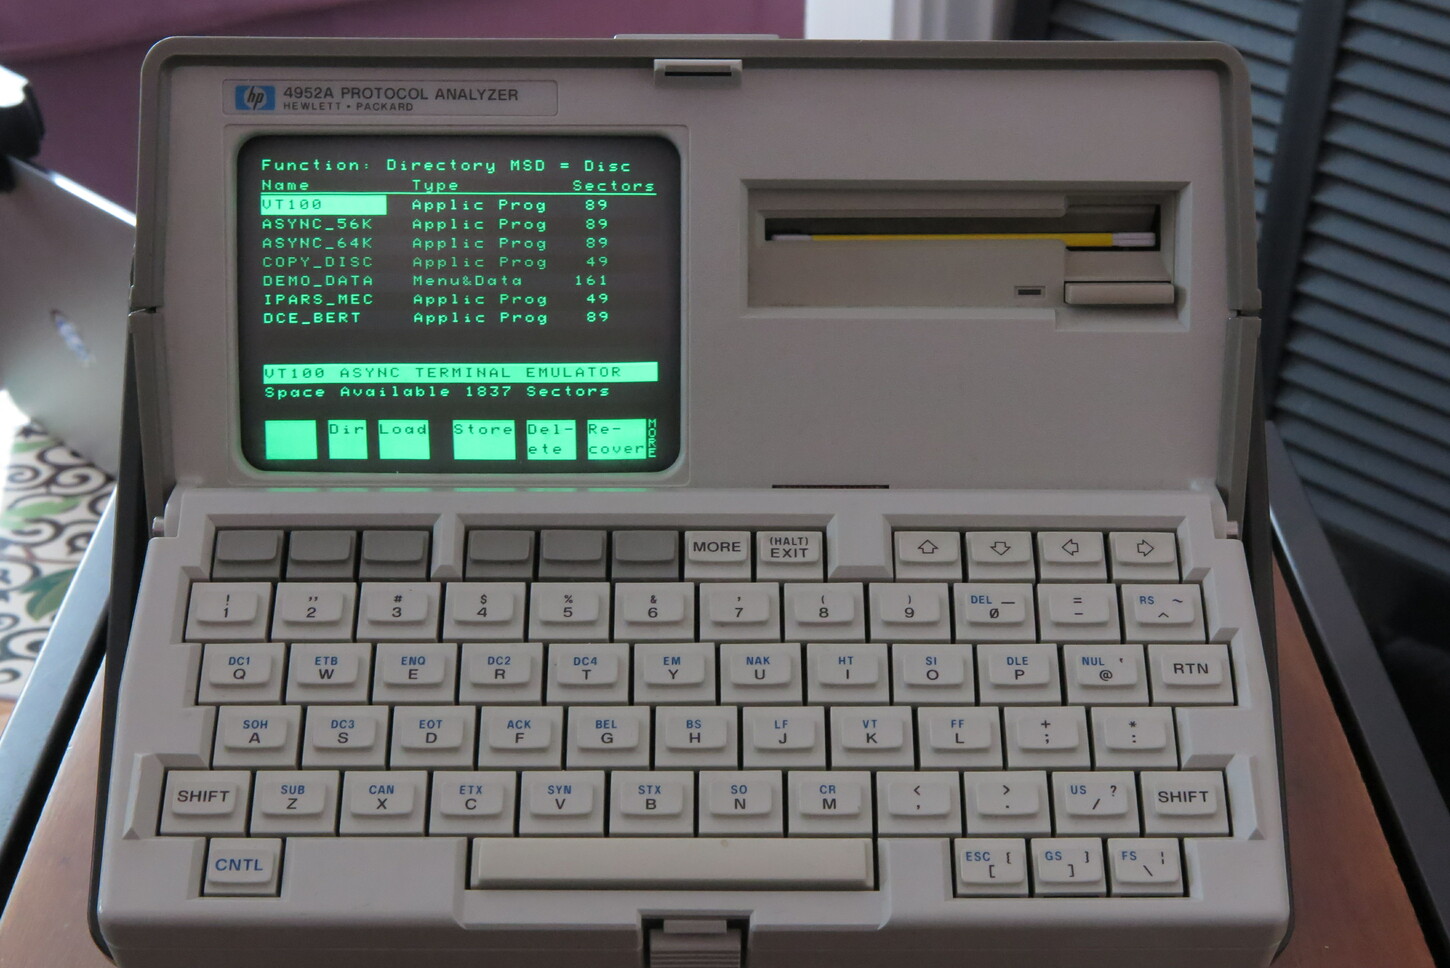 hp 4952A PROTOCOL ANALYZER
HEWLETT • PACKARD
Function: Directory MSD = Disc
Name Type Sectors
VT100 Applic Prog 89
ASYNC_56K Applic Prog 89
ASYNC_64K Applic Prog 89
COPY_DISC Applic Prog 49
DEMO_DATA Menu&Data 161
IPARS_MEC Applic Prog 49
DCE_BERT Applic Prog 89
VT100 ASYNC TERMINAL EMULATOR
Space Available 1837 Sectors
Dir Load Store Del- Re- MORE
ete cover
MORE (HALT) EXIT ⇧ ⇩ ⇦ ⇨
! 1 " 2 # 3 $ 4 % 5 & 6 ' 7 ( 8 ) 9 DEL — Ø = - RS ~ ^
DC1 Q ETB W ENQ E DC2 R DC4 T EM Y NAK U HT I SI O DLE P NUL ' @ RTN
SOH A DC3 S EOT D ACK F BEL G BS H LF J VT K FF L + ; * :
SHIFT SUB Z CAN X ETX C SYN V STX B SO N CR M < , > . US ? / SHIFT
CNTL ESC [ [ GS ] ] FS ¦ \